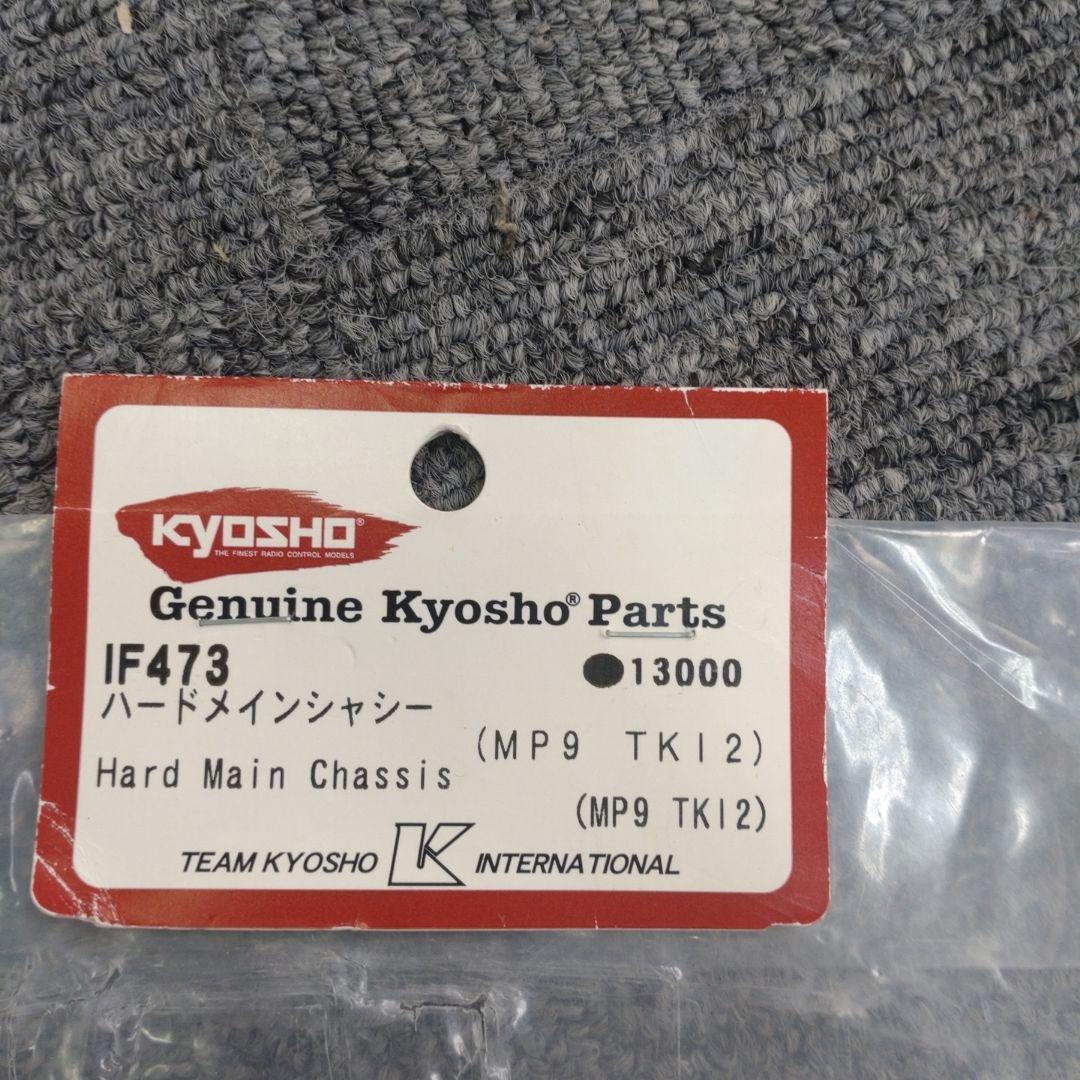 KYOSHO®
THE FINEST RADIO CONTROL MODELS
Genuine Kyosho® Parts
IF473 ●13000
ハードメインシャシー
(MP9 TKI2)
Hard Main Chassis
(MP9 TKI2)
TEAM KYOSHO K INTERNATIONAL